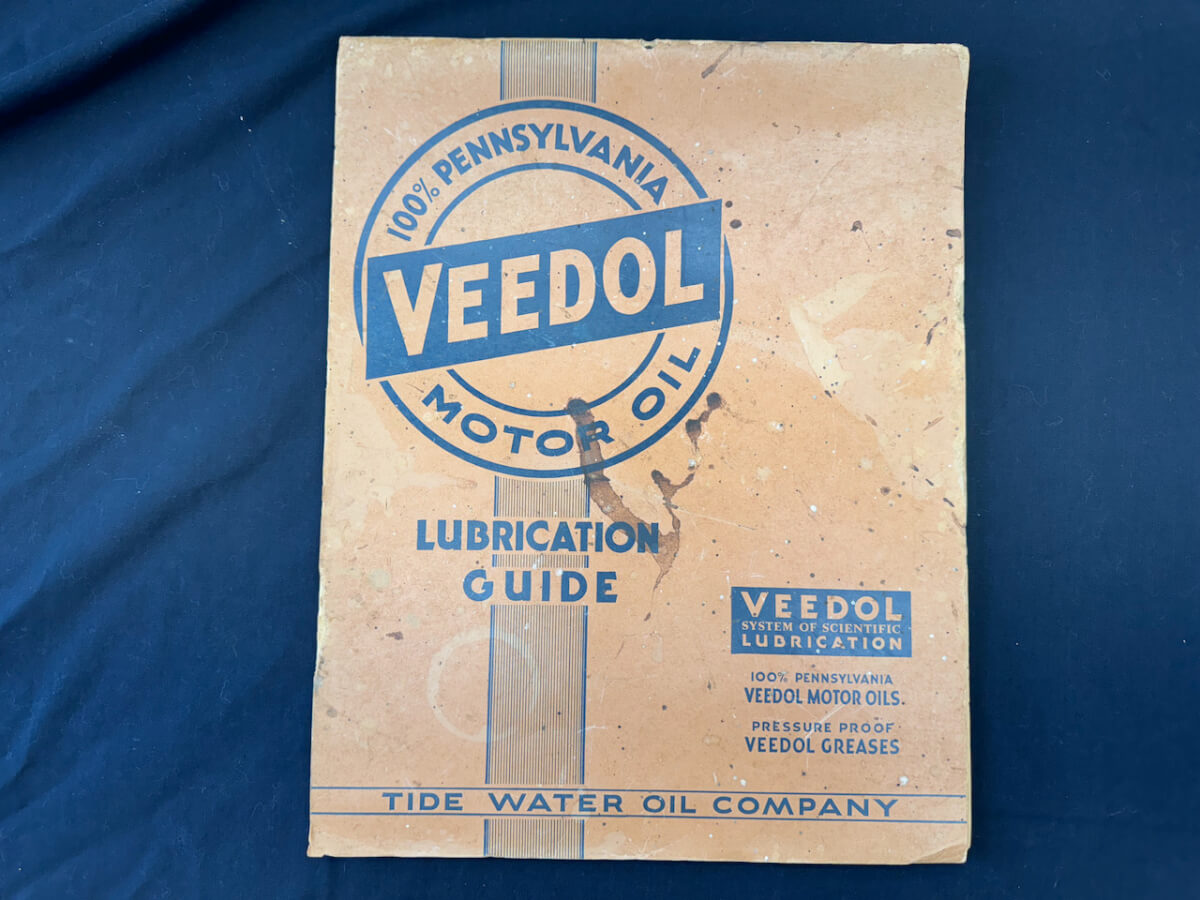 100% PENNSYLVANIA
VEEDOL
MOTOR OIL
LUBRICATION
GUIDE
VEEDOL
SYSTEM OF SCIENTIFIC
LUBRICATION
100% PENNSYLVANIA
VEEDOL MOTOR OILS.
PRESSURE PROOF
VEEDOL GREASES
TIDE WATER OIL COMPANY